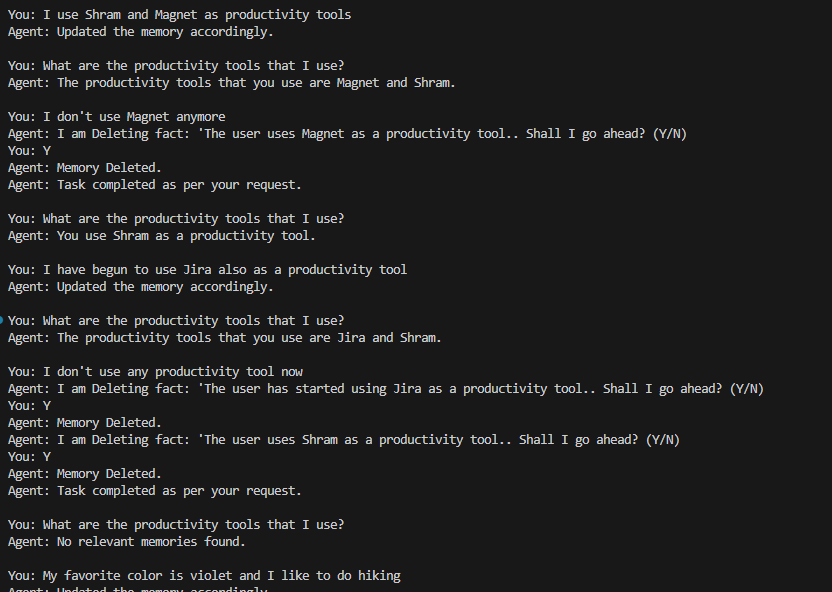 You: I use Shram and Magnet as productivity tools
Agent: Updated the memory accordingly.
You: What are the productivity tools that I use?
Agent: The productivity tools that you use are Magnet and Shram.
You: I don't use Magnet anymore
Agent: I am Deleting fact: 'The user uses Magnet as a productivity tool.. Shall I go ahead? (Y/N)
You: Y
Agent: Memory Deleted.
Agent: Task completed as per your request.
You: What are the productivity tools that I use?
Agent: You use Shram as a productivity tool.
You: I have begun to use Jira also as a productivity tool
Agent: Updated the memory accordingly.
You: What are the productivity tools that I use?
Agent: The productivity tools that you use are Jira and Shram.
You: I don't use any productivity tool now
Agent: I am Deleting fact: 'The user has started using Jira as a productivity tool.. Shall I go ahead? (Y/N)
You: Y
Agent: Memory Deleted.
Agent: I am Deleting fact: 'The user uses Shram as a productivity tool.. Shall I go ahead? (Y/N)
You: Y
Agent: Memory Deleted.
Agent: Task completed as per your request.
You: What are the productivity tools that I use?
Agent: No relevant memories found.
You: My favorite color is violet and I like to do hiking
Agent: Updated the memory accordingly.